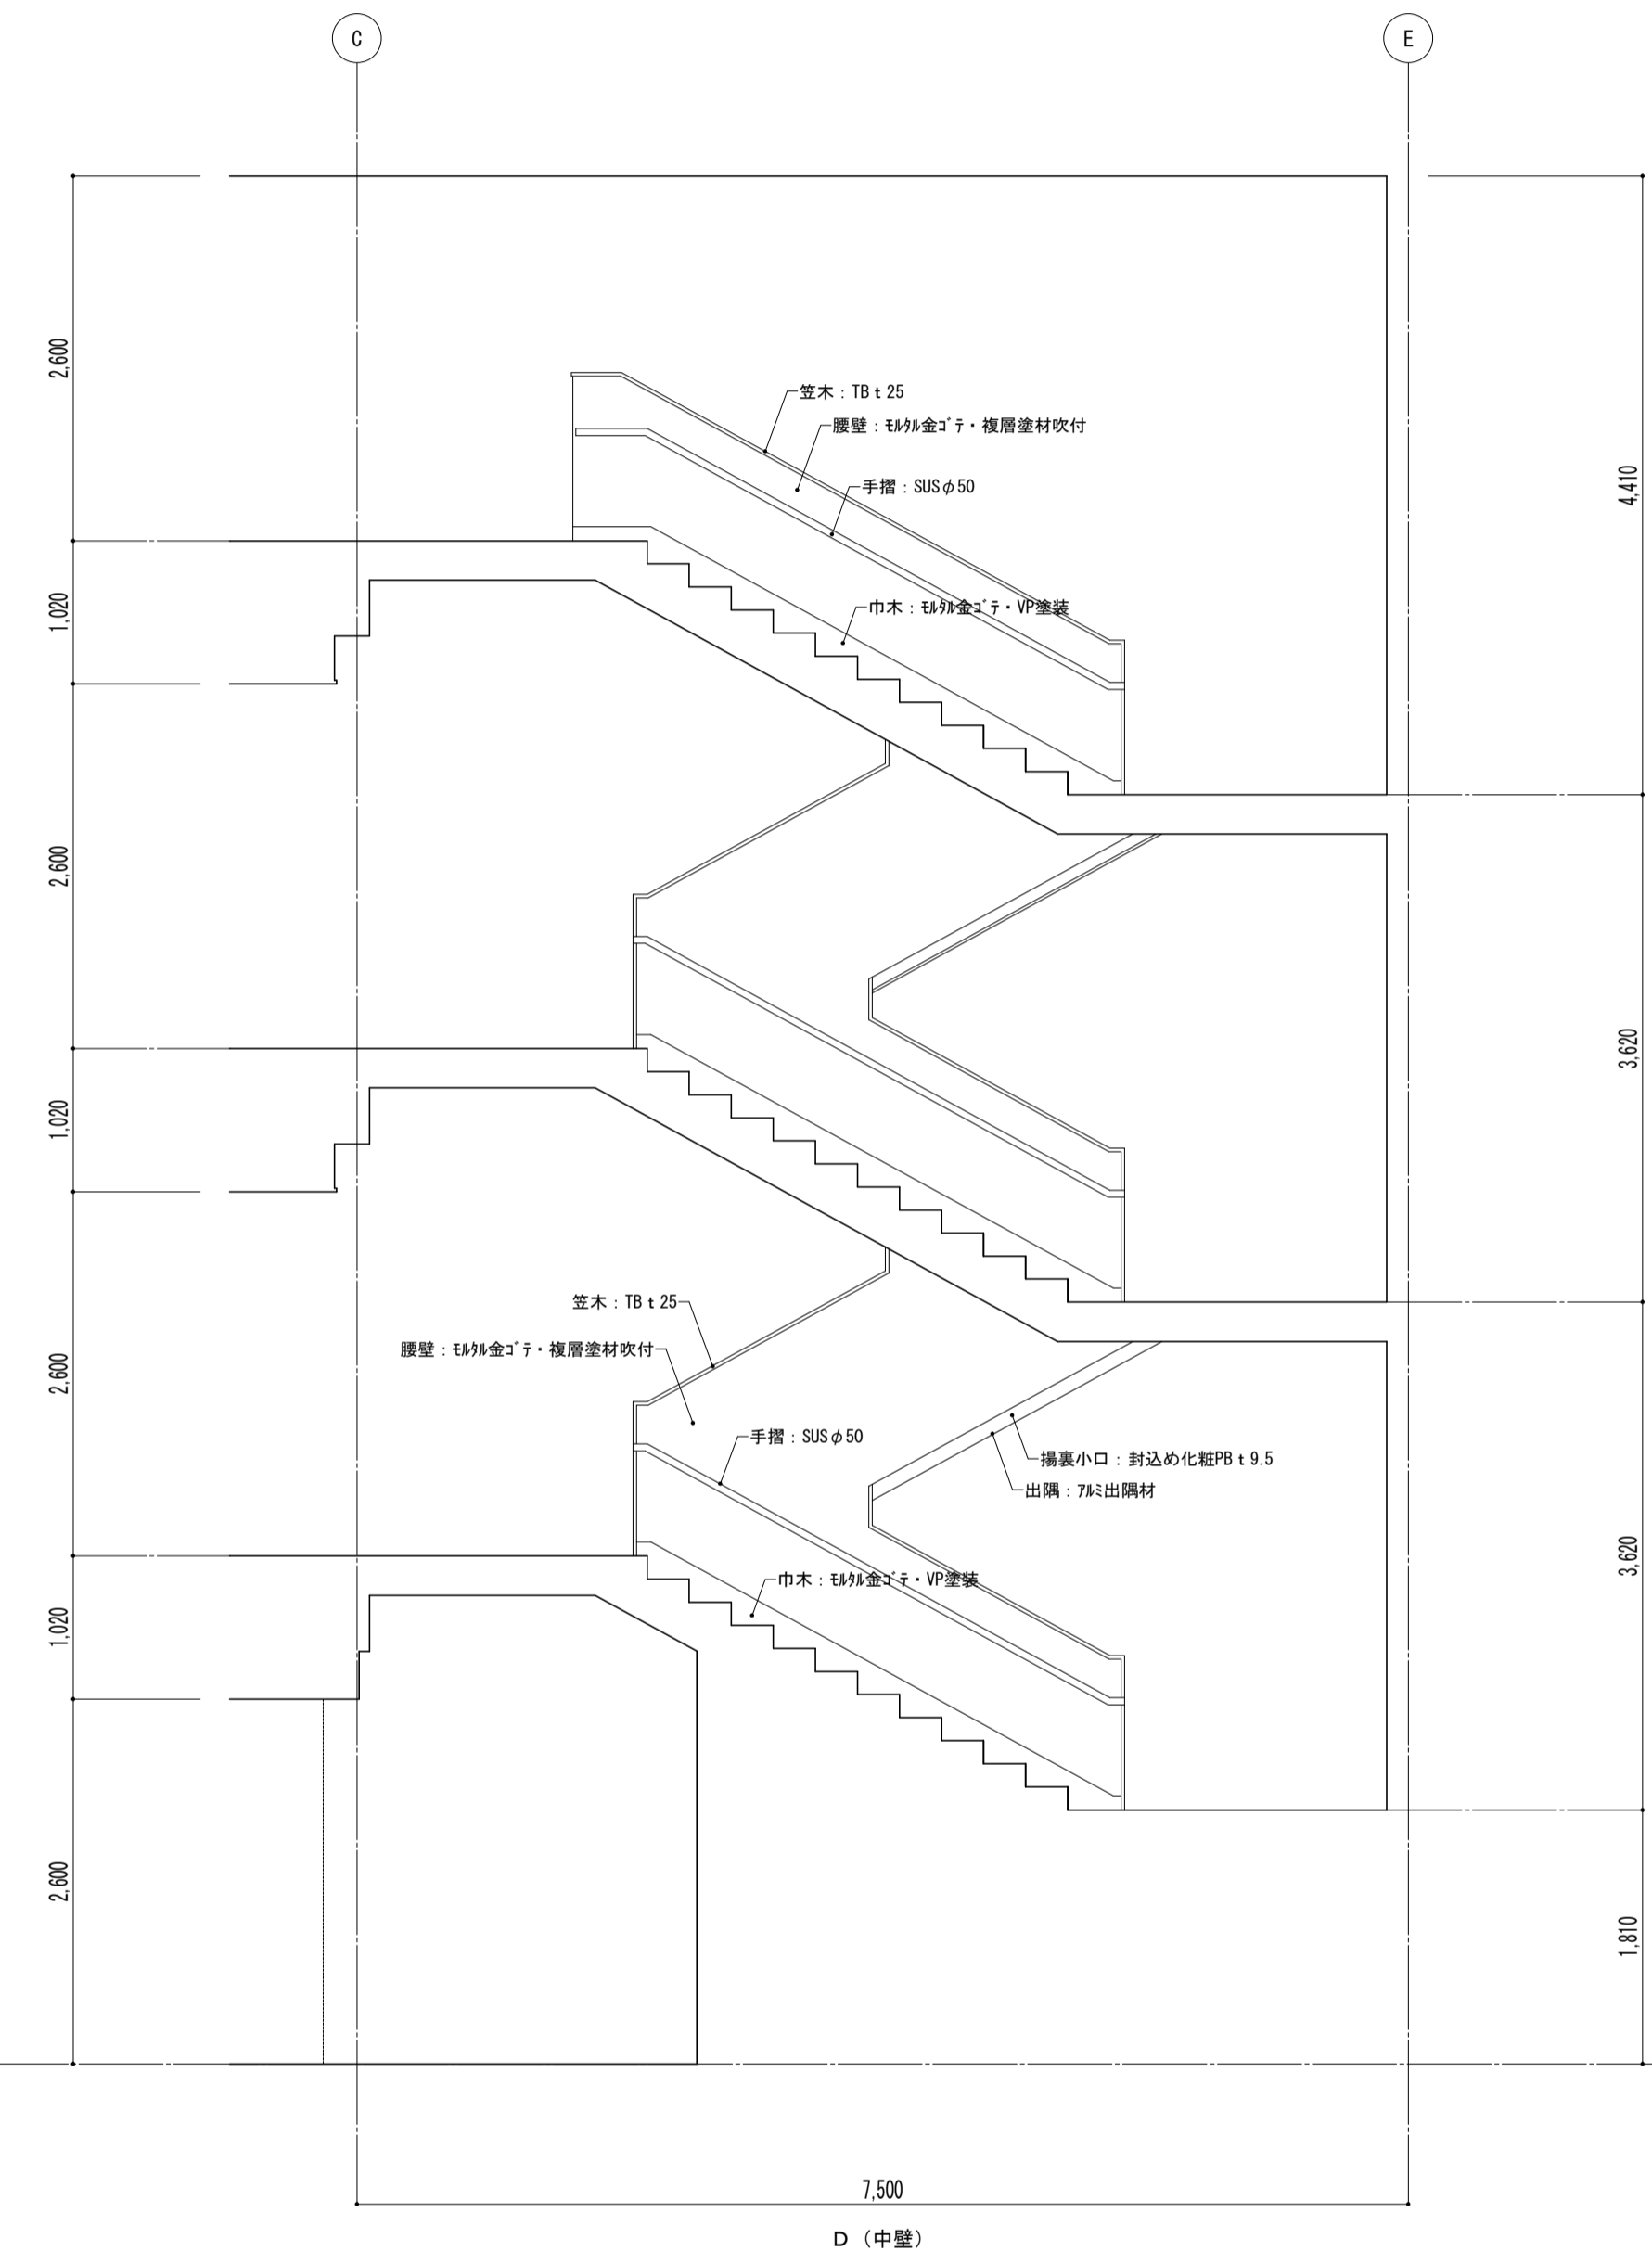 C
E
2,600
笠木：TB t 25
腰壁：ﾓﾙﾀﾙ金ｺﾞﾃ・複層塗材吹付
手摺：SUSφ50
4,410
1,020
巾木：ﾓﾙﾀﾙ金ｺﾞﾃ・VP塗装
2,600
3,620
1,020
笠木：TB t 25
腰壁：ﾓﾙﾀﾙ金ｺﾞﾃ・複層塗材吹付
2,600
手摺：SUSφ50
揚裏小口：封込め化粧PB t 9.5
出隅：ｱﾙﾐ出隅材
3,620
巾木：ﾓﾙﾀﾙ金ｺﾞﾃ・VP塗装
1,020
2,600
1,810
7,500
D（中壁）